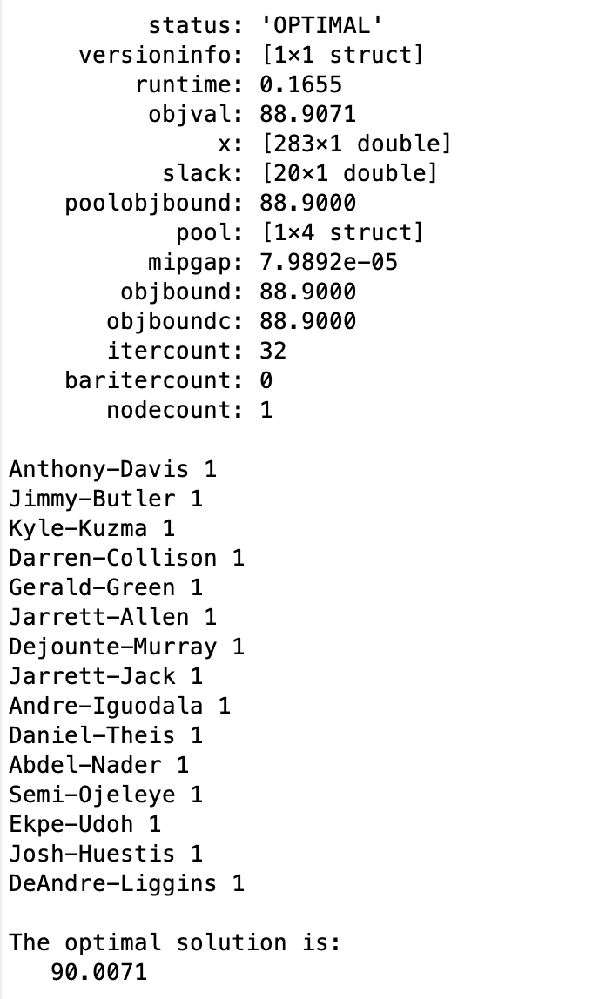 status: 'OPTIMAL'
versioninfo: [1×1 struct]
runtime: 0.1655
objval: 88.9071
x: [283×1 double]
slack: [20×1 double]
poolobjbound: 88.9000
pool: [1×4 struct]
mipgap: 7.9892e-05
objbound: 88.9000
objboundc: 88.9000
itercount: 32
baritercount: 0
nodecount: 1
Anthony-Davis 1
Jimmy-Butler 1
Kyle-Kuzma 1
Darren-Collison 1
Gerald-Green 1
Jarrett-Allen 1
Dejounte-Murray 1
Jarrett-Jack 1
Andre-Iguodala 1
Daniel-Theis 1
Abdel-Nader 1
Semi-Ojeleye 1
Ekpe-Udoh 1
Josh-Huestis 1
DeAndre-Liggins 1
The optimal solution is:
90.0071